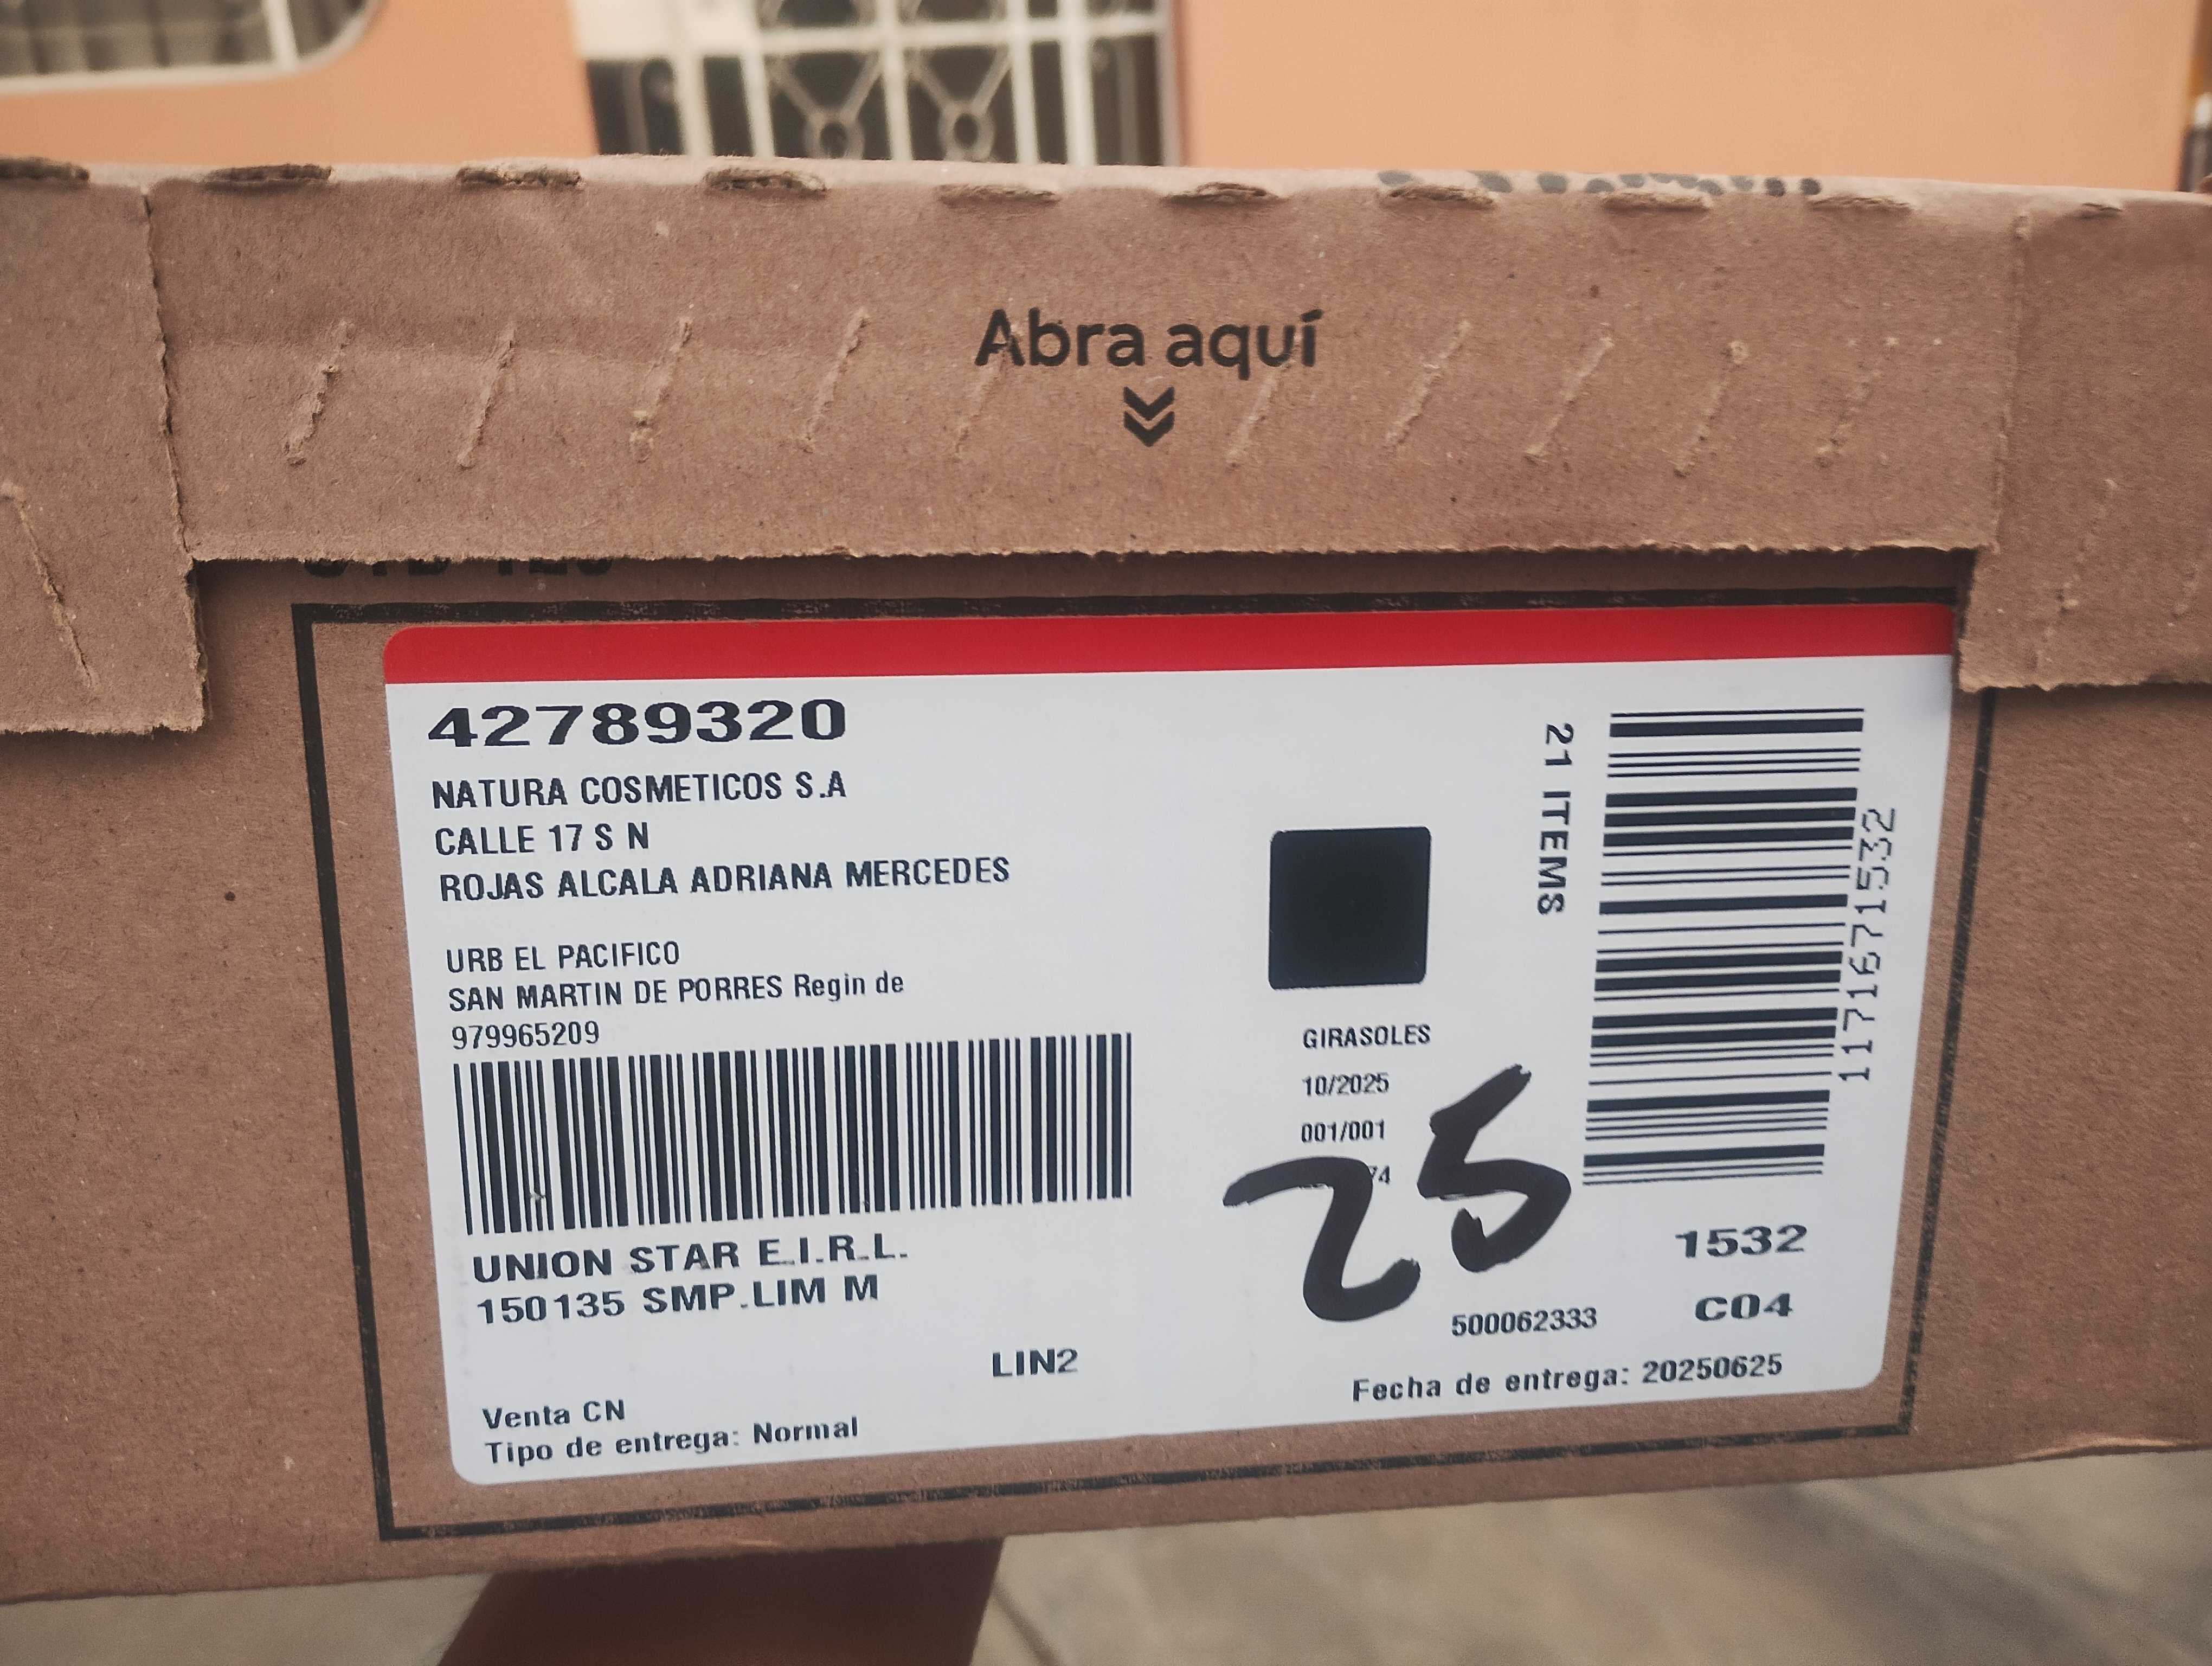 Abra aquí
42789320
NATURA COSMETICOS S.A
CALLE 17 S N
ROJAS ALCALA ADRIANA MERCEDES
URB EL PACIFICO
SAN MARTIN DE PORRES Regin de
979965209
UNION STAR E.I.R.L.
150135 SMP.LIM M
LIN2
Venta CN
Tipo de entrega: Normal
GIRASOLES
10/2025
001/001
25
21 ITEMS
1171671532
1532
C04
500062333
Fecha de entrega: 20250625